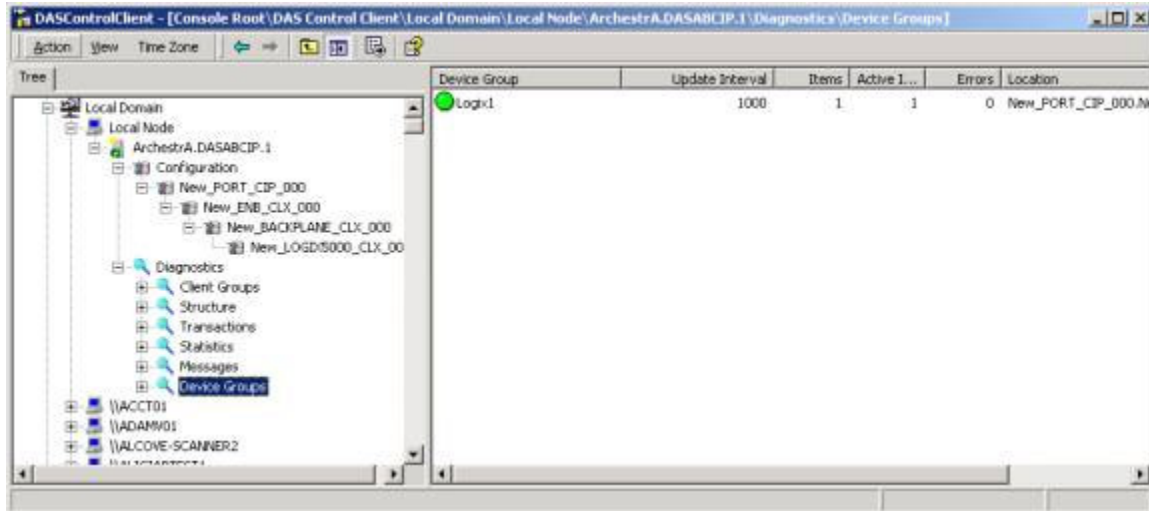 DASControlClient - [Console Root\DAS Control Client\Local Domain\Local Node\ArchestrA.DASABCIP.1\Diagnostics\Device Groups]
Action View Time Zone
Tree
Device Group Update Interval Items Active I... Errors Location
Logix1 1000 1 1 0 New_PORT_CIP_000.N
Local Domain
Local Node
ArchestrA.DASABCIP.1
Configuration
New_PORT_CIP_000
New_ENB_CLX_000
New_BACKPLANE_CLX_000
New_LOGIX5000_CLX_00
Diagnostics
Client Groups
Structure
Transactions
Statistics
Messages
Device Groups
\\ACCT01
\\ADAMV01
\\ALCOVE-SCANNER2